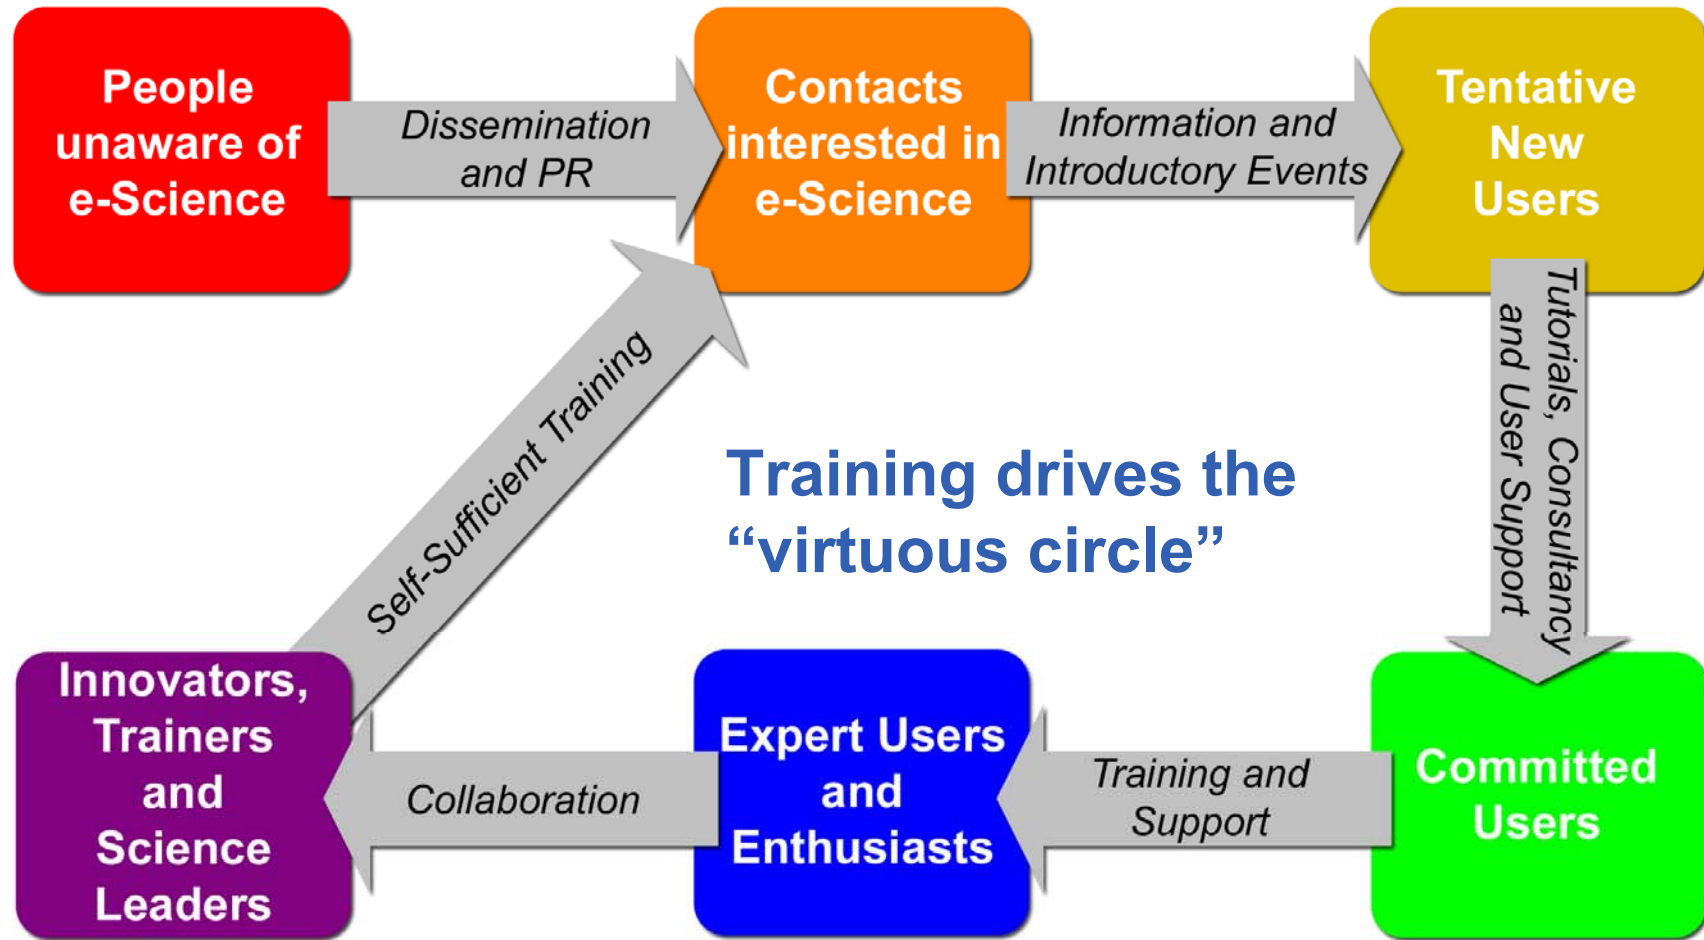 People
unaware of
e-Science
Dissemination
and PR
Contacts
interested in
e-Science
Information and
Introductory Events
Tentative
New
Users
Tutorials, Consultancy
and User Support
Self-Sufficient Training
Training drives the
“virtuous circle”
Innovators,
Trainers
and
Science
Leaders
Collaboration
Expert Users
and
Enthusiasts
Training and
Support
Committed
Users